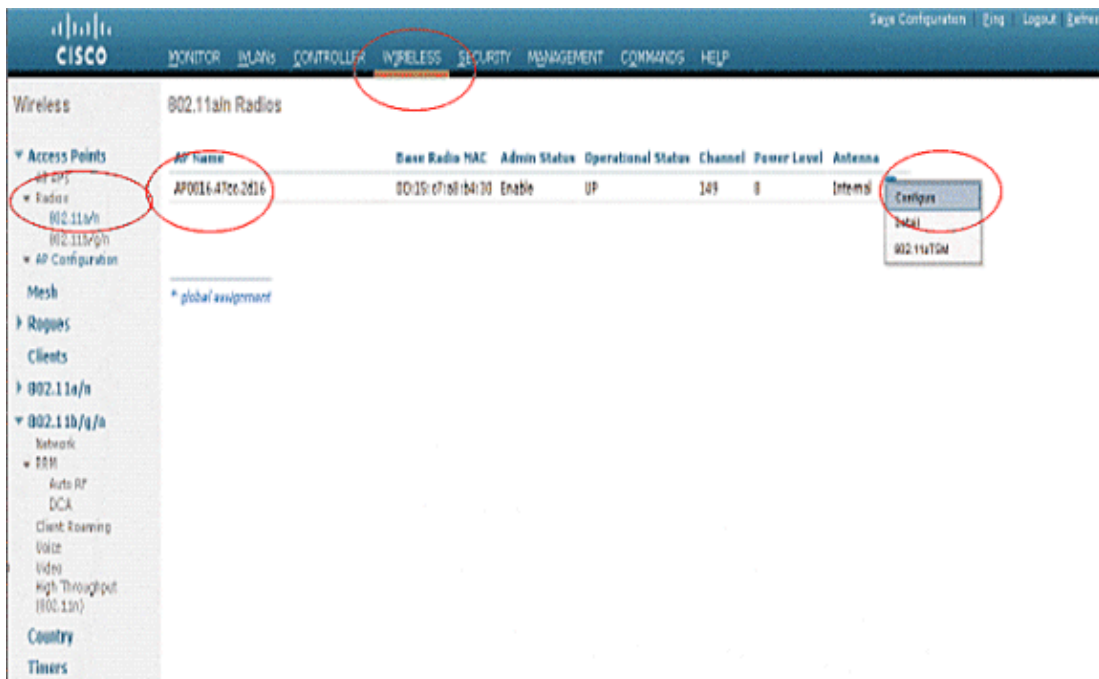 Save Configuration Ping Logout Refresh
CISCO
MONITOR WLANs CONTROLLER WIRELESS SECURITY MANAGEMENT COMMANDS HELP
Wireless
802.11a/n Radios
Access Points
All APs
Radios
802.11a/n
802.11b/g/n
AP Configuration
Mesh
Rogues
Clients
802.11a/n
802.11b/g/n
Network
RRM
Auto RF
DCA
Client Roaming
Voice
Video
High Throughput
(802.11n)
Country
Timers
AP Name Base Radio MAC Admin Status Operational Status Channel Power Level Antenna
Enable UP 149 8 Internal
Configure
Detail
802.11aTSM
* global assignment